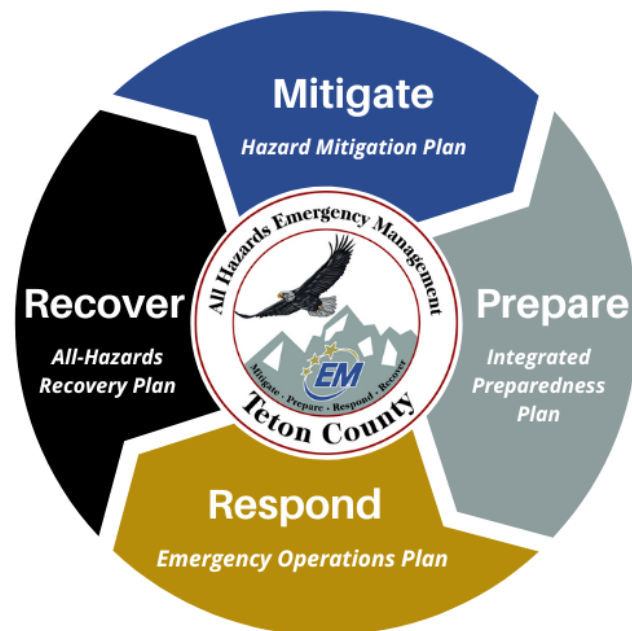 Mitigate
Hazard Mitigation Plan
Prepare
Integrated
Preparedness
Plan
Respond
Emergency Operations Plan
Recover
All-Hazards
Recovery Plan
All Hazards Emergency Management
EM
Mitigate - Prepare - Respond - Recover
Teton County